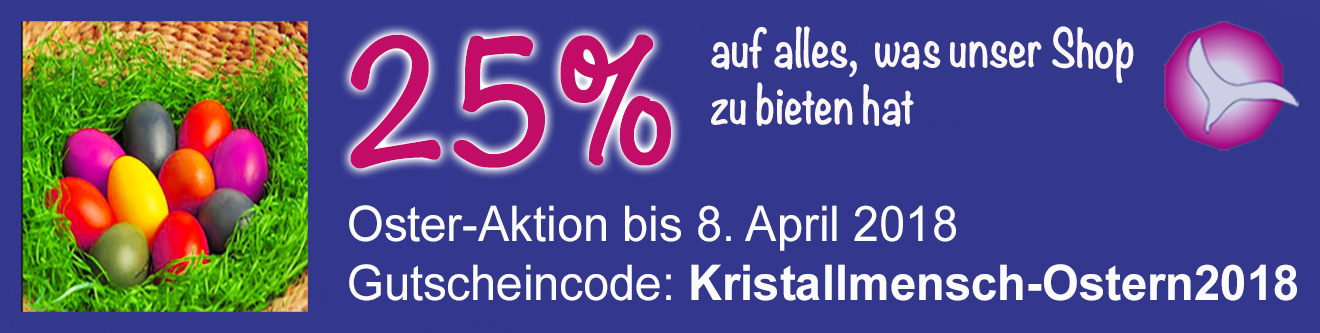 25%
auf alles, was unser Shop
zu bieten hat
Oster-Aktion bis 8. April 2018
Gutscheincode: Kristallmensch-Ostern2018